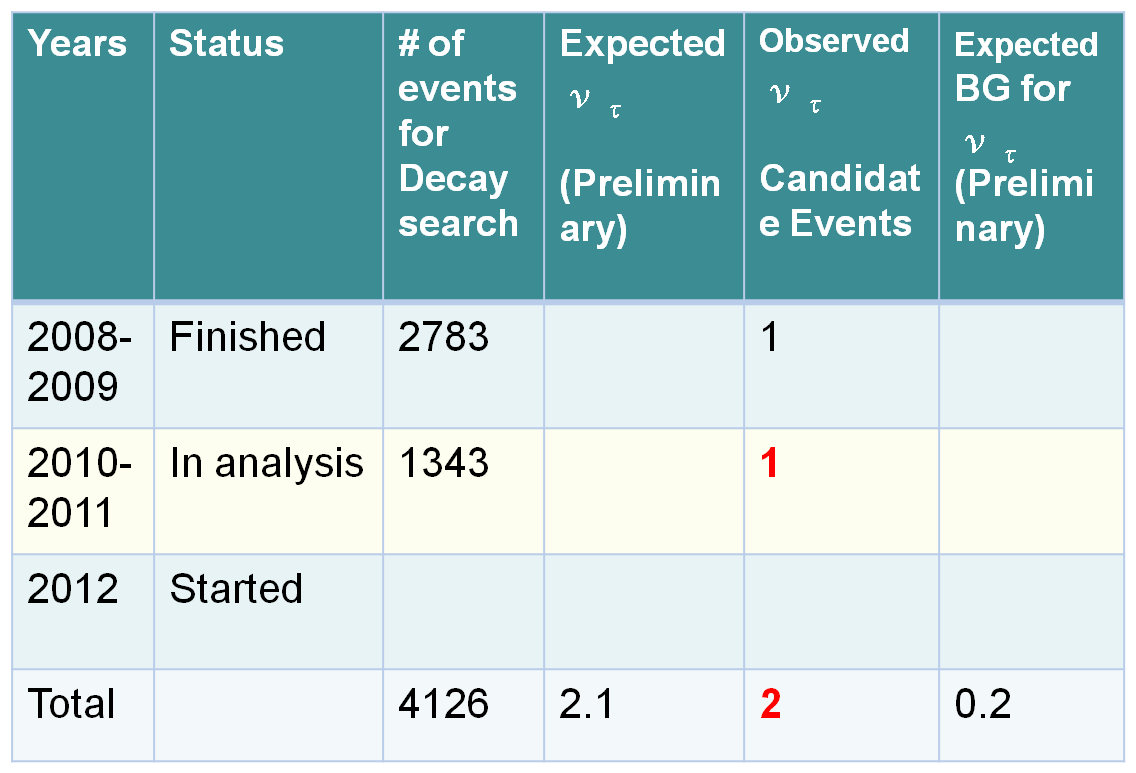 Years
Status
# of
events
for
Decay
search
Expected
ν τ
(Prelimin
ary)
Observed
ν τ
Candidat
e Events
Expected
BG for
ν τ
(Prelimi
nary)
2008-
2009
Finished
2783
1
2010-
2011
In analysis
1343
1
2012
Started
Total
4126
2.1
2
0.2